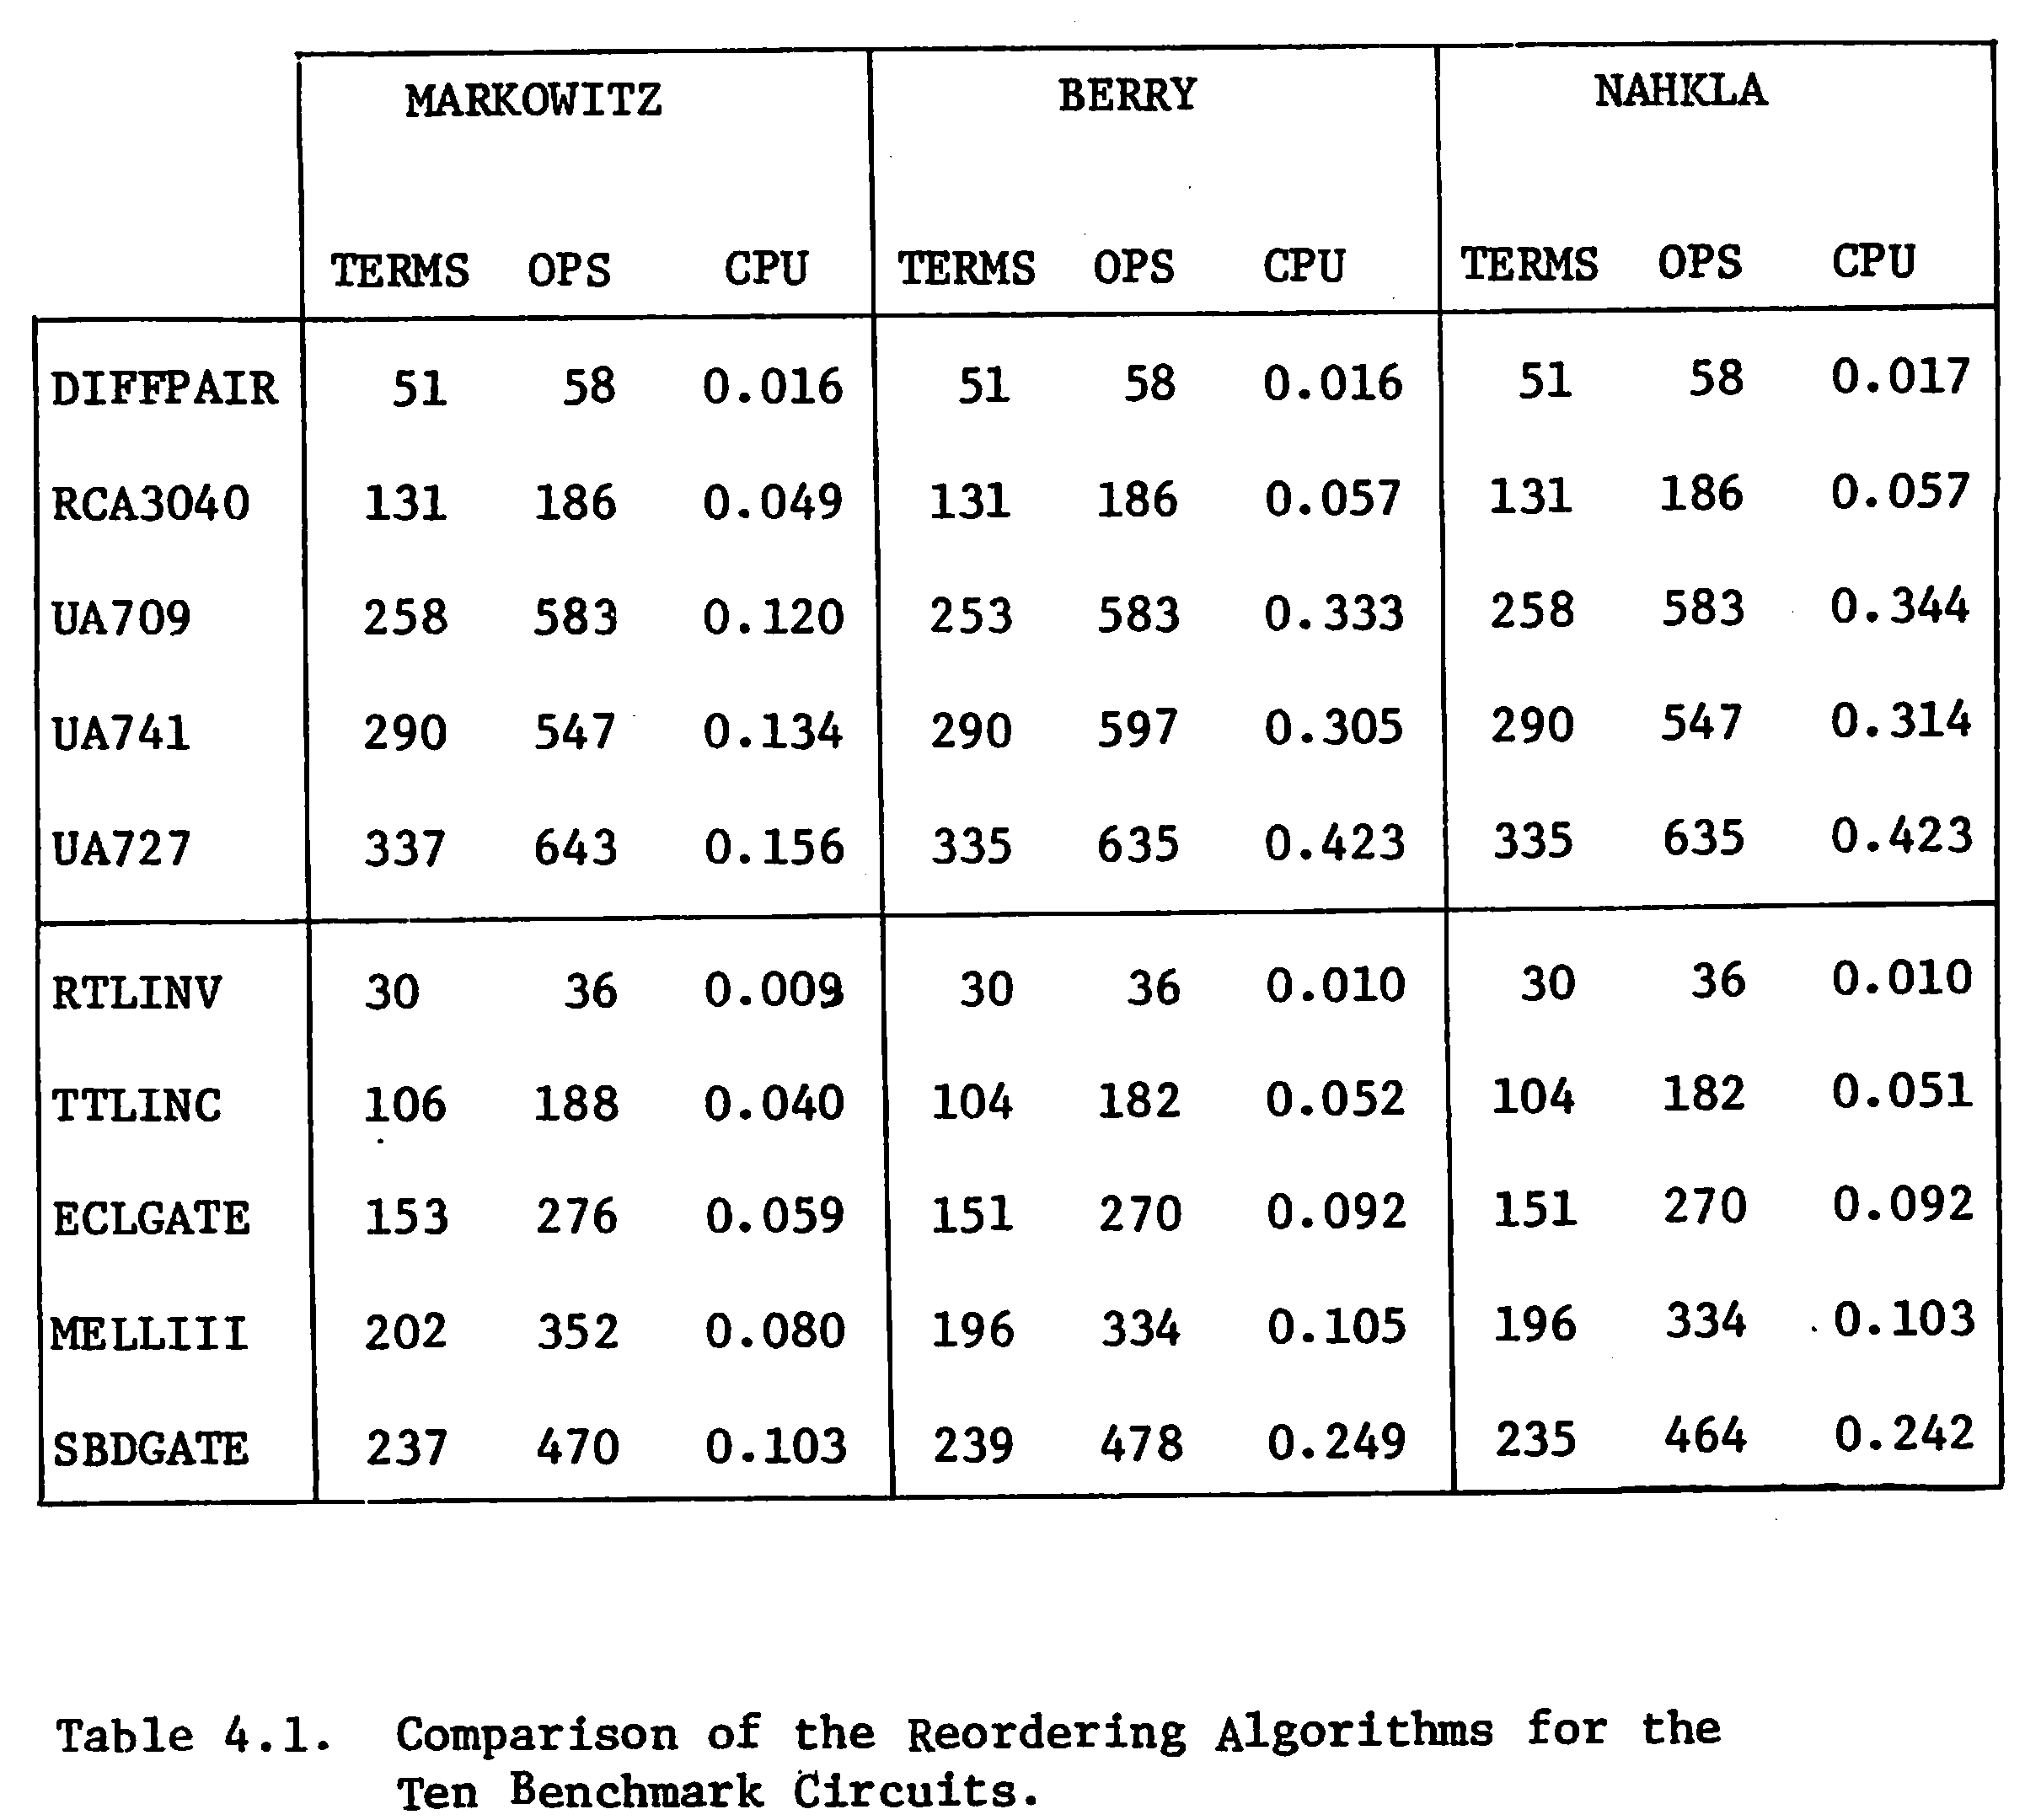 MARKOWITZ BERRY NAHKLA
TERMS OPS CPU TERMS OPS CPU TERMS OPS CPU
DIFFPAIR 51 58 0.016 51 58 0.016 51 58 0.017
RCA3040 131 186 0.049 131 186 0.057 131 186 0.057
UA709 258 583 0.120 253 583 0.333 258 583 0.344
UA741 290 547 0.134 290 597 0.305 290 547 0.314
UA727 337 643 0.156 335 635 0.423 335 635 0.423
RTLINV 30 36 0.009 30 36 0.010 30 36 0.010
TTLINC 106 188 0.040 104 182 0.052 104 182 0.051
ECLGATE 153 276 0.059 151 270 0.092 151 270 0.092
MELLIII 202 352 0.080 196 334 0.105 196 334 0.103
SBDGATE 237 470 0.103 239 478 0.249 235 464 0.242
Table 4.1. Comparison of the Reordering Algorithms for the
Ten Benchmark Circuits.